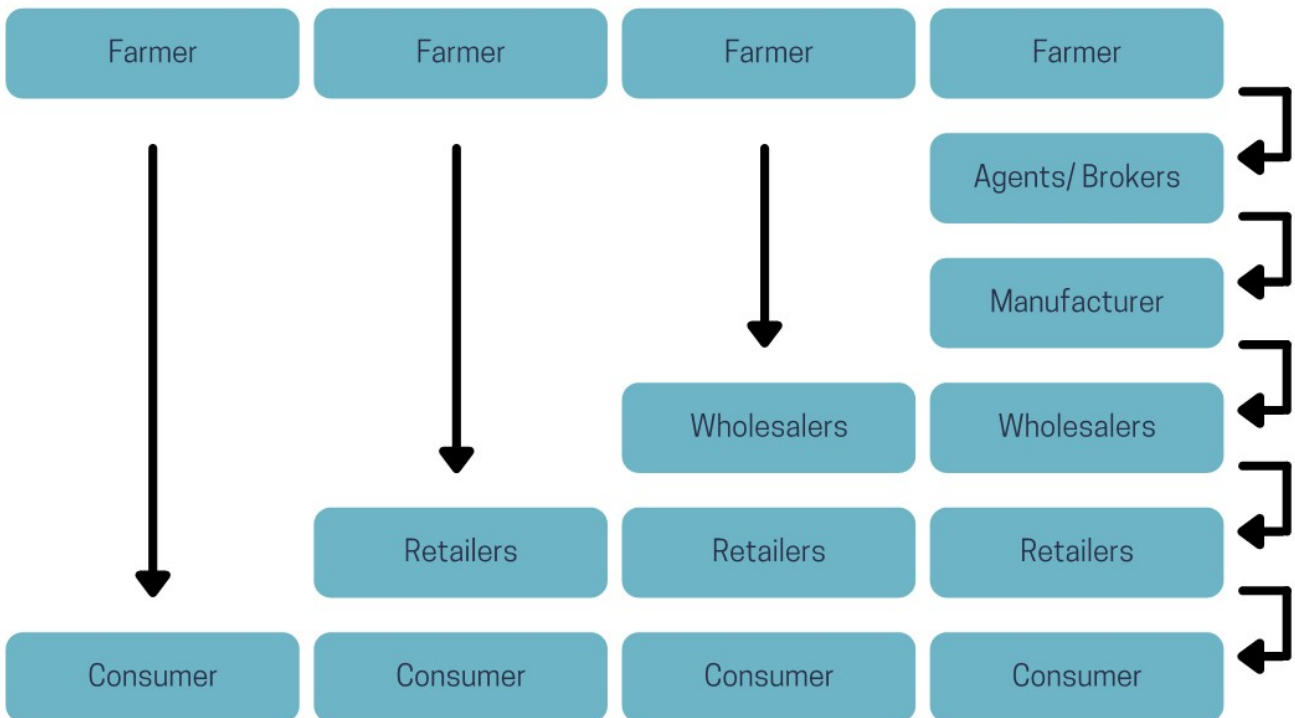 Farmer Farmer Farmer Farmer
Agents/ Brokers
Manufacturer
Wholesalers Wholesalers
Retailers Retailers Retailers
Consumer Consumer Consumer Consumer